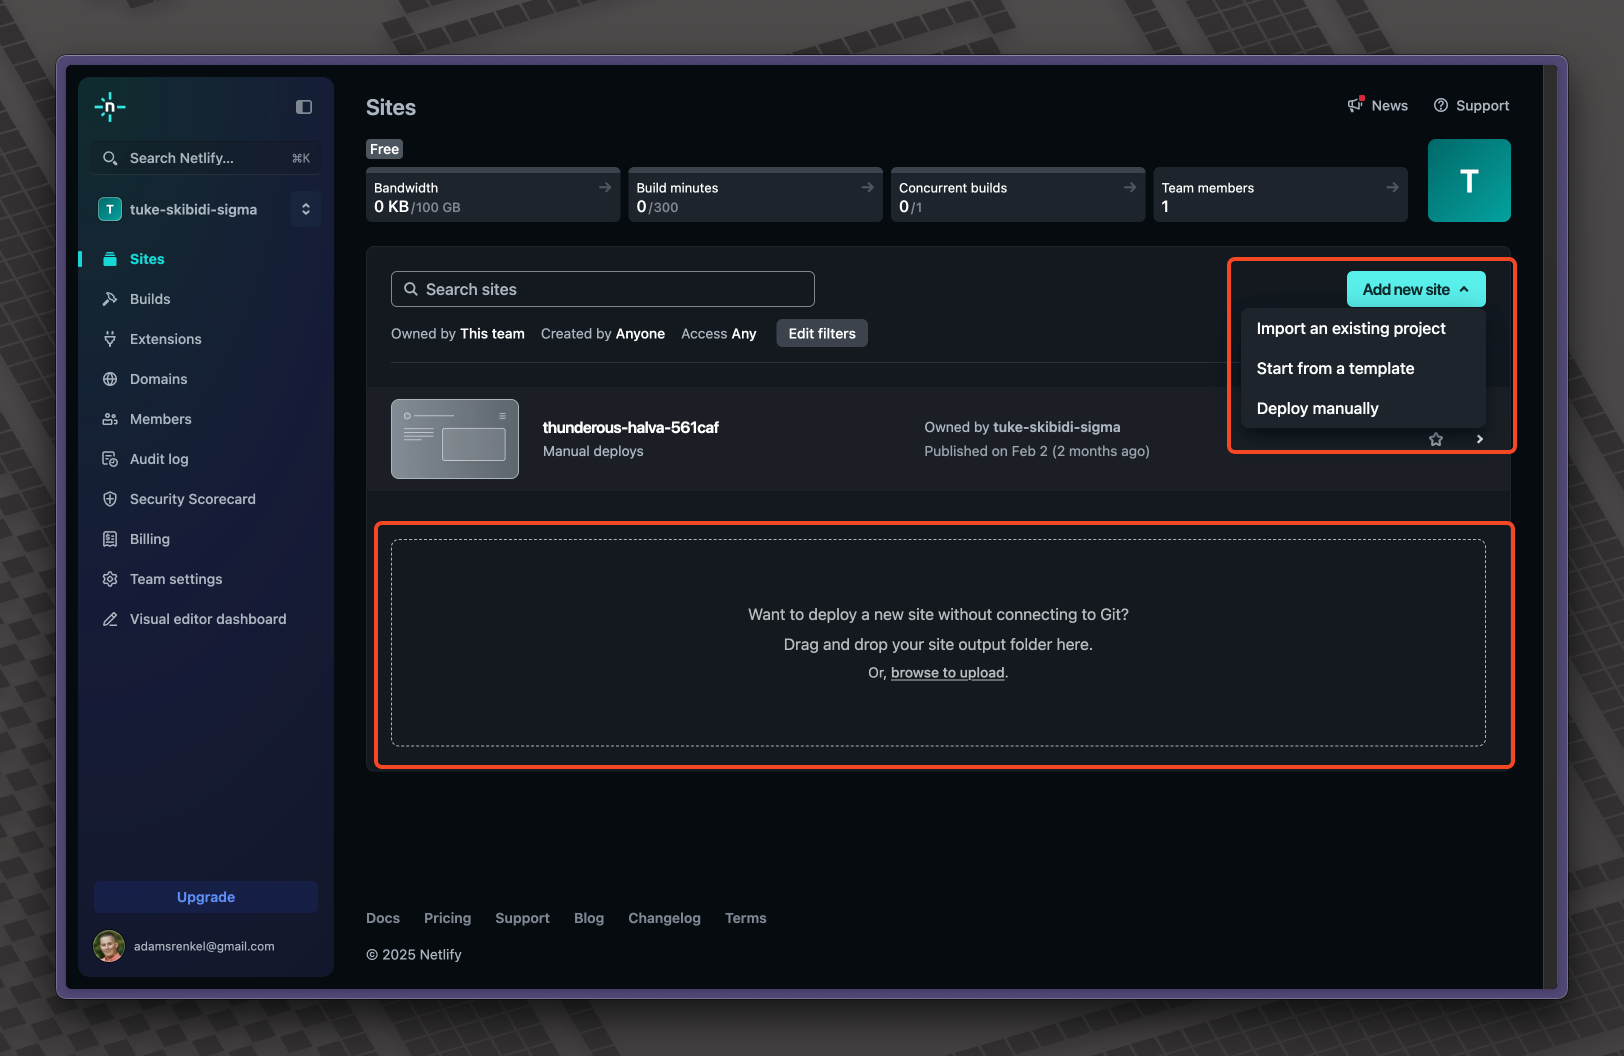 n
Search Netlify...
⌘K
T
tuke-skibidi-sigma
Sites
Builds
Extensions
Domains
Members
Audit log
Security Scorecard
Billing
Team settings
Visual editor dashboard
Upgrade
adamsrenkel@gmail.com
Sites
News
Support
Free
Bandwidth
0 KB/100 GB
Build minutes
0/300
Concurrent builds
0/1
Team members
1
T
Search sites
Add new site
Owned by This team
Created by Anyone
Access Any
Edit filters
Import an existing project
Start from a template
Deploy manually
thunderous-halva-561caf
Manual deploys
Owned by tuke-skibidi-sigma
Published on Feb 2 (2 months ago)
Want to deploy a new site without connecting to Git?
Drag and drop your site output folder here.
Or, browse to upload.
Docs
Pricing
Support
Blog
Changelog
Terms
© 2025 Netlify